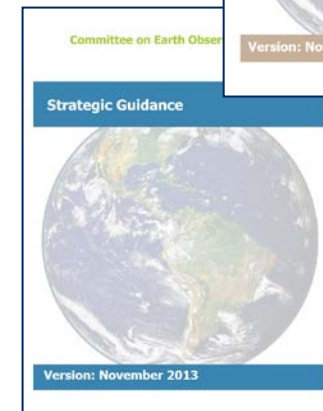 Committee on Earth Obser
Version: No
Strategic Guidance
Version: November 2013